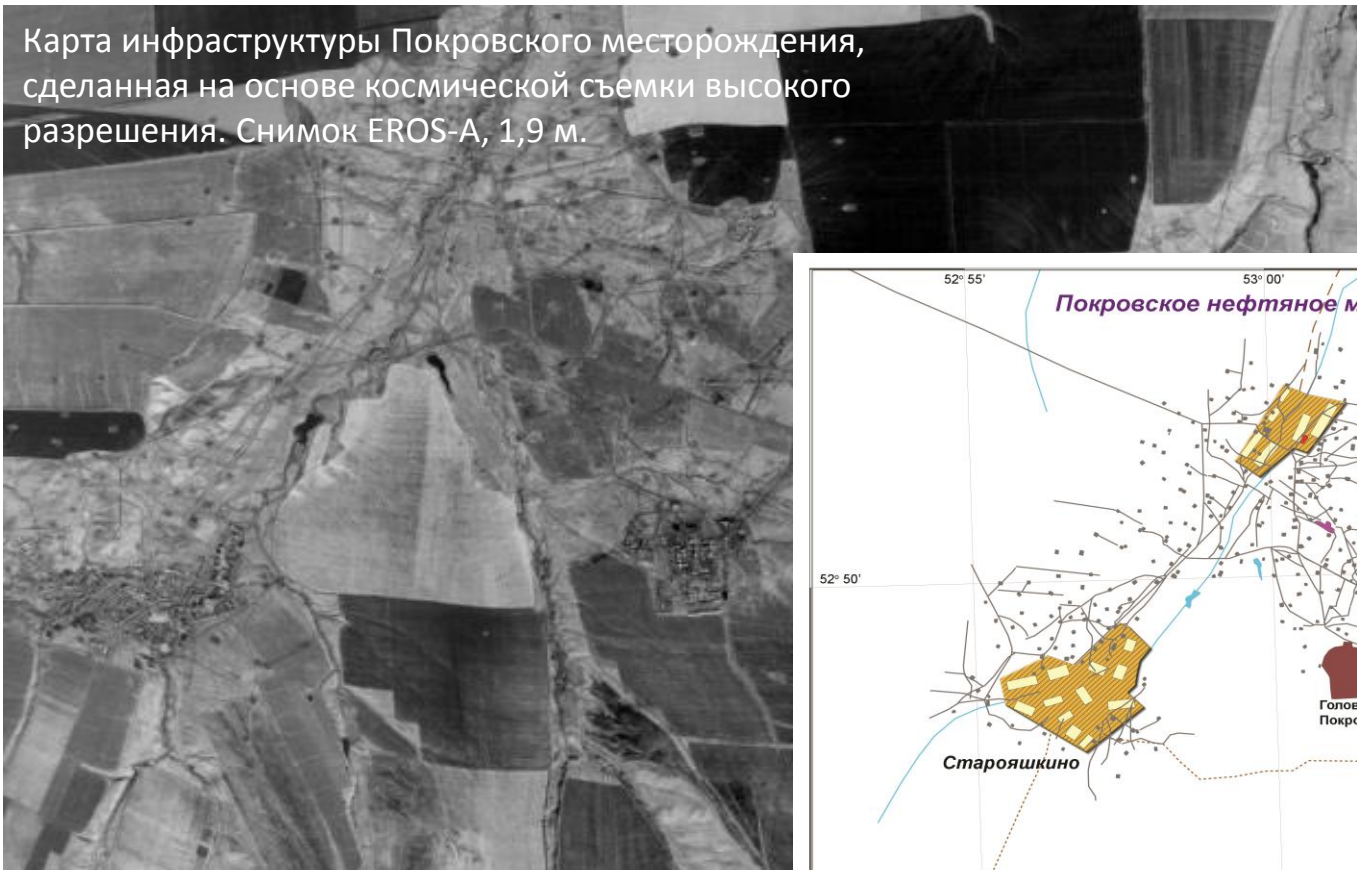 Карта инфраструктуры Покровского месторождения,
сделанная на основе космической съемки высокого
разрешения. Снимок EROS-A, 1,9 м.
52° 55' 53° 00'
Покровское нефтяное м
52° 50'
Голов
Покро
Старояшкино